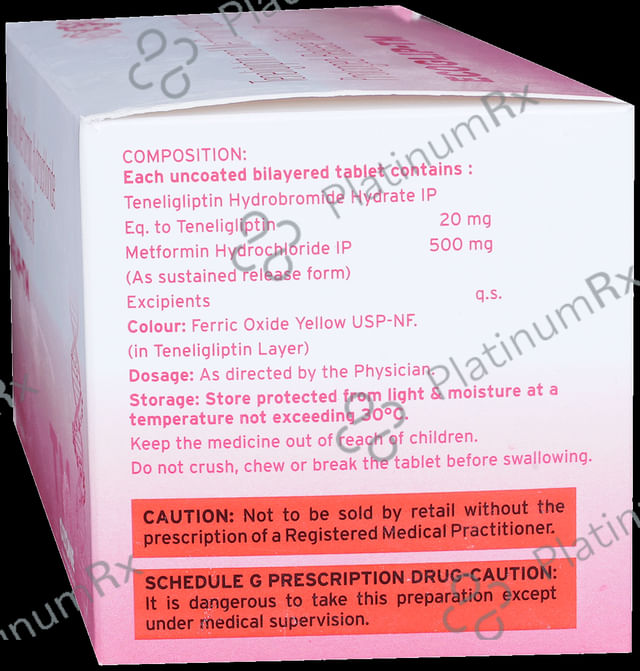 COMPOSITION:
Each uncoated bilayered tablet contains :
Teneligliptin Hydrobromide Hydrate IP
Eq. to Teneligliptin 20 mg
Metformin Hydrochloride IP 500 mg
(As sustained release form)
Excipients q.s.
Colour: Ferric Oxide Yellow USP-NF.
(in Teneligliptin Layer)
Dosage: As directed by the Physician.
Storage: Store protected from light & moisture at a
temperature not exceeding 30°C.
Keep the medicine out of reach of children.
Do not crush, chew or break the tablet before swallowing.
CAUTION: Not to be sold by retail without the
prescription of a Registered Medical Practitioner.
SCHEDULE G PRESCRIPTION DRUG-CAUTION:
It is dangerous to take this preparation except
under medical supervision.
PlatinumRx
PlatinumRx
PlatinumRx